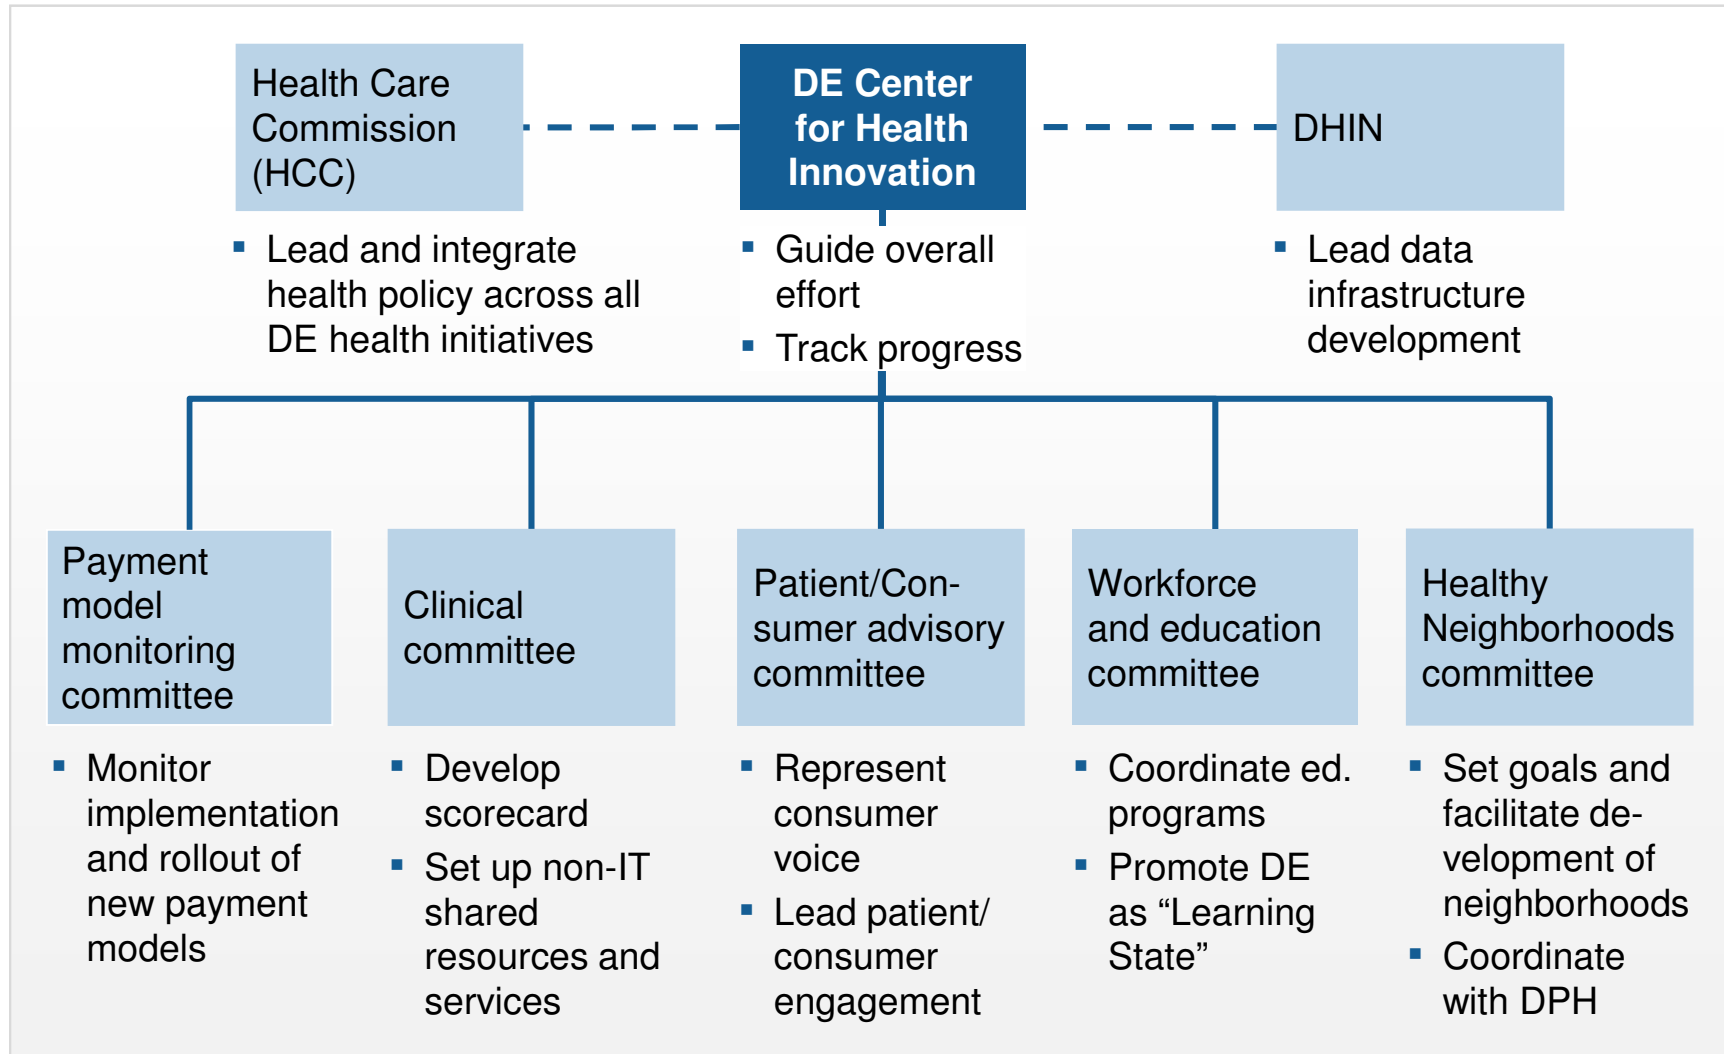 Health Care
Commission
(HCC)
DE Center
for Health
Innovation
DHIN
▪ Lead and integrate
health policy across all
DE health initiatives
▪ Guide overall
effort
▪ Track progress
▪ Lead data
infrastructure
development
Payment
model
monitoring
committee
Clinical
committee
Patient/Con-
sumer advisory
committee
Workforce
and education
committee
Healthy
Neighborhoods
committee
▪ Monitor
implementation
and rollout of
new payment
models
▪ Develop
scorecard
▪ Set up non-IT
shared
resources and
services
▪ Represent
consumer
voice
▪ Lead patient/
consumer
engagement
▪ Coordinate ed.
programs
▪ Promote DE
as “Learning
State”
▪ Set goals and
facilitate de-
velopment of
neighborhoods
▪ Coordinate
with DPH